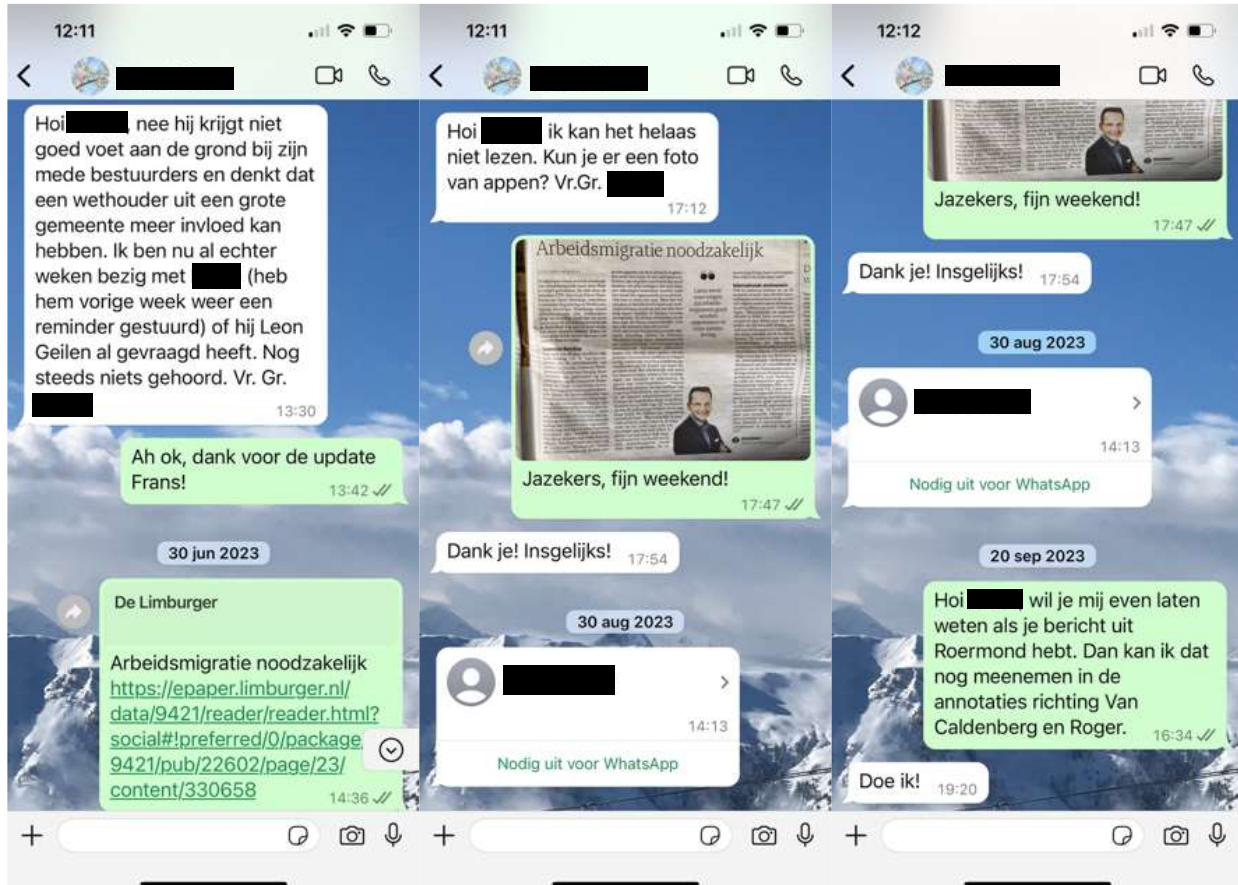 12:11
Hoi , nee hij krijgt niet
goed voet aan de grond bij zijn
mede bestuurders en denkt dat
een wethouder uit een grote
gemeente meer invloed kan
hebben. Ik ben nu al echter
weken bezig met (heb
hem vorige week weer een
reminder gestuurd) of hij Leon
Geilen al gevraagd heeft. Nog
steeds niets gehoord. Vr. Gr.
13:30
Ah ok, dank voor de update
Frans!
13:42
30 jun 2023
De Limburger
Arbeidsmigratie noodzakelijk
https://epaper.limburger.nl/
data/9421/reader/reader.html?
social#!preferred/0/package
9421/pub/22602/page/23/
content/330658
14:36
12:11
Hoi ik kan het helaas
niet lezen. Kun je er een foto
van appen? Vr.Gr.
17:12
Arbeidsmigratie noodzakelijk
Jazekers, fijn weekend!
17:47
Dank je! Insgelijks!
17:54
30 aug 2023
14:13
Nodig uit voor WhatsApp
12:12
Jazekers, fijn weekend!
17:47
Dank je! Insgelijks!
17:54
30 aug 2023
14:13
Nodig uit voor WhatsApp
20 sep 2023
Hoi , wil je mij even laten
weten als je bericht uit
Roermond hebt. Dan kan ik dat
nog meenemen in de
annotaties richting Van
Caldenberg en Roger.
16:34
Doe ik!
19:20